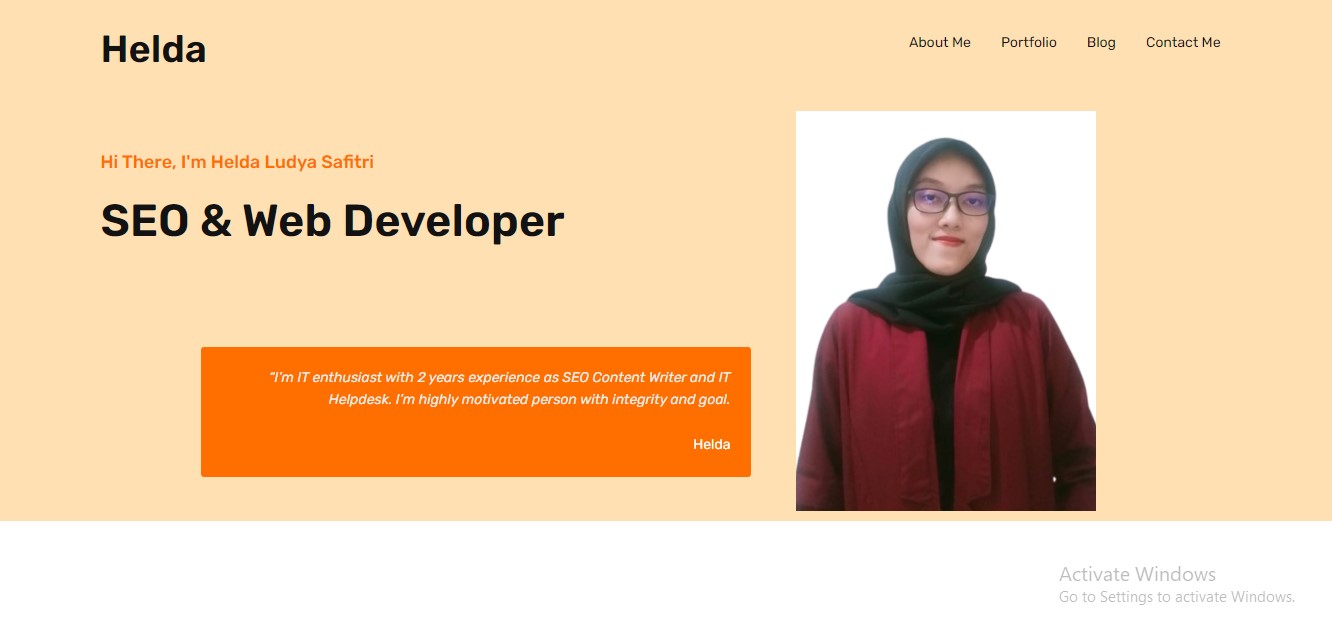 Helda
About Me
Portfolio
Blog
Contact Me
Hi There, I'm Helda Ludya Safitri
SEO & Web Developer
“I’m IT enthusiast with 2 years experience as SEO Content Writer and IT
Helpdesk. I’m highly motivated person with integrity and goal.
Helda
Activate Windows
Go to Settings to activate Windows.